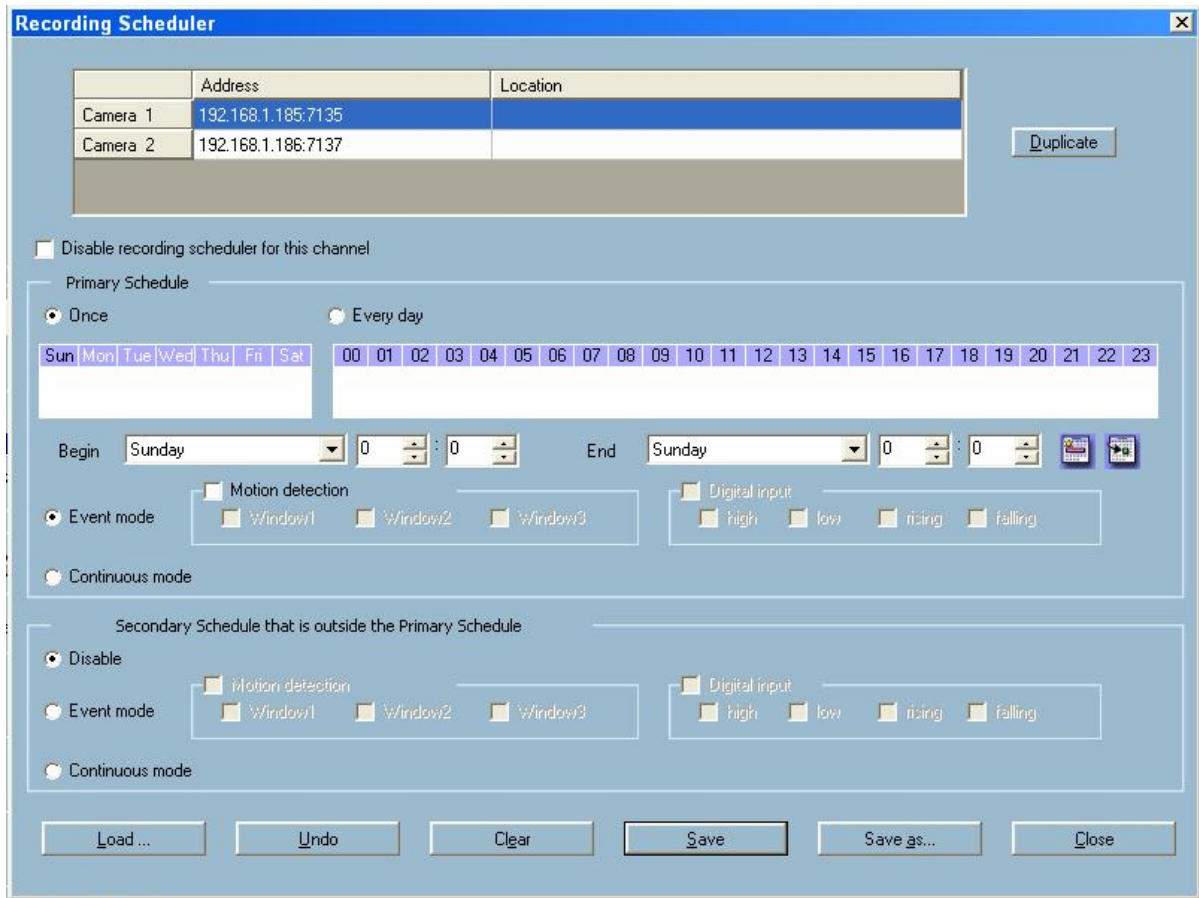 Recording Scheduler
Address Location
Camera 1 192.168.1.185:7135
Camera 2 192.168.1.186:7137
Duplicate
Disable recording scheduler for this channel
Primary Schedule
Once Every day
Sun Mon Tue Wed Thu Fri Sat 00 01 02 03 04 05 06 07 08 09 10 11 12 13 14 15 16 17 18 19 20 21 22 23
Begin Sunday 0 : 0 End Sunday 0 : 0
Motion detection Digital input
Event mode Window1 Window2 Window3 high low rising falling
Continuous mode
Secondary Schedule that is outside the Primary Schedule
Disable
Motion detection Digital input
Event mode Window1 Window2 Window3 high low rising falling
Continuous mode
Load ... Undo Clear Save Save as... Close